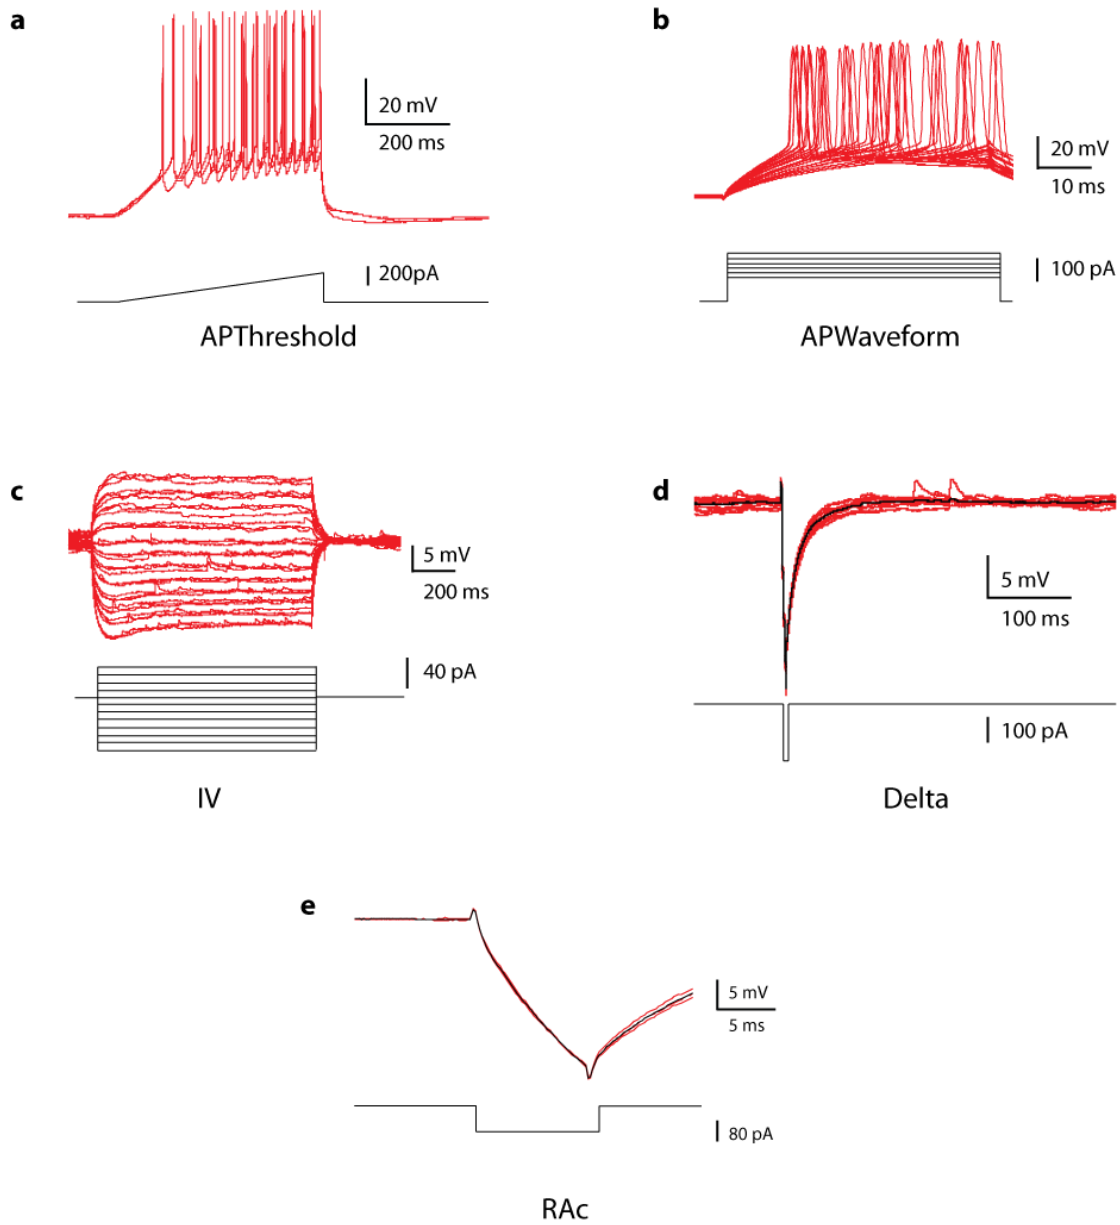 a
20 mV
200 ms
200pA
APThreshold
b
20 mV
10 ms
100 pA
APWaveform
c
5 mV
200 ms
40 pA
IV
d
5 mV
100 ms
100 pA
Delta
e
5 mV
5 ms
80 pA
RAc